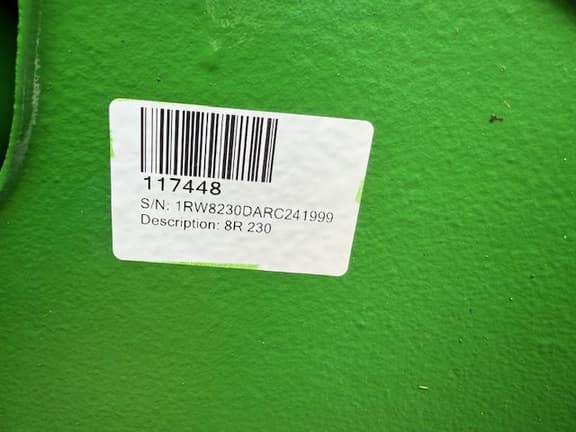 117448
S/N: 1RW8230DARC241999
Description: 8R 230